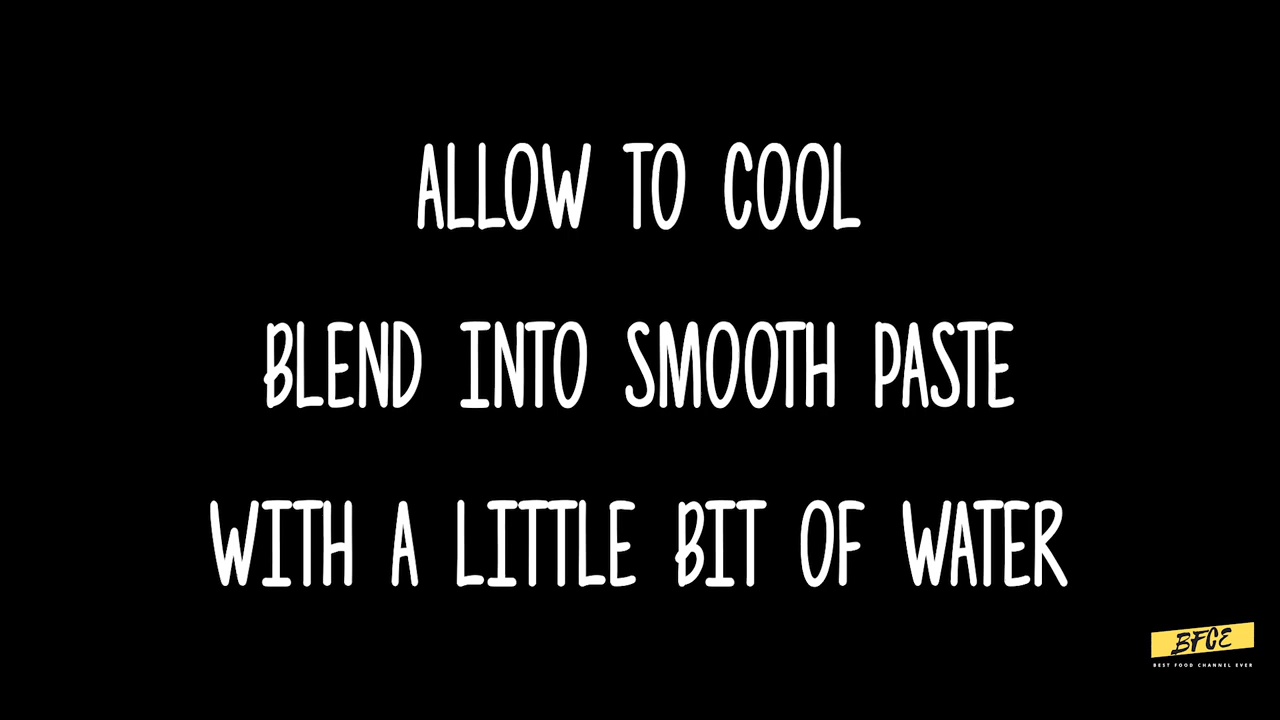 ALLOW TO COOL
BLEND INTO SMOOTH PASTE
WITH A LITTLE BIT OF WATER
BFCE
BEST FOOD CHANNEL EVER